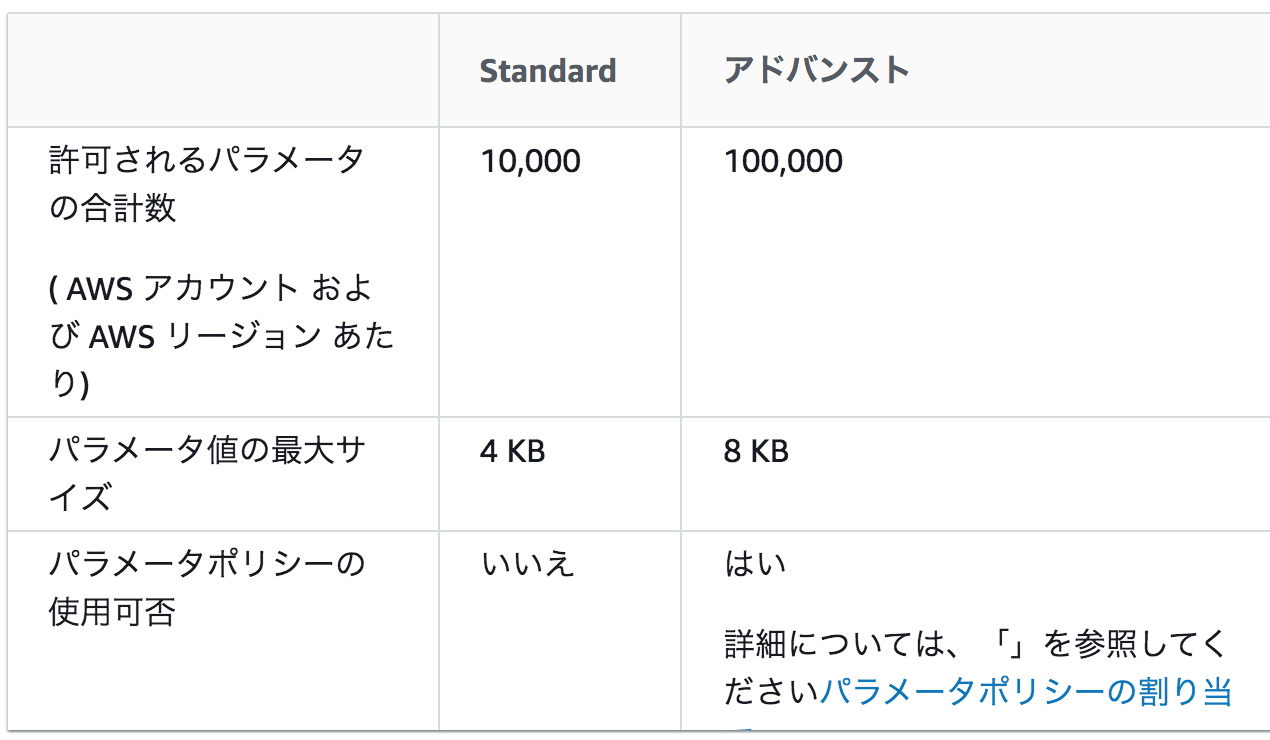 Standard アドバンスト
許可されるパラメータ 10,000 100,000
の合計数
( AWS アカウント およ
び AWS リージョン あた
り)
パラメータ値の最大サ 4 KB 8 KB
イズ
パラメータポリシーの いいえ はい
使用可否
詳細については、「」を参照してく
ださいパラメータポリシーの割り当